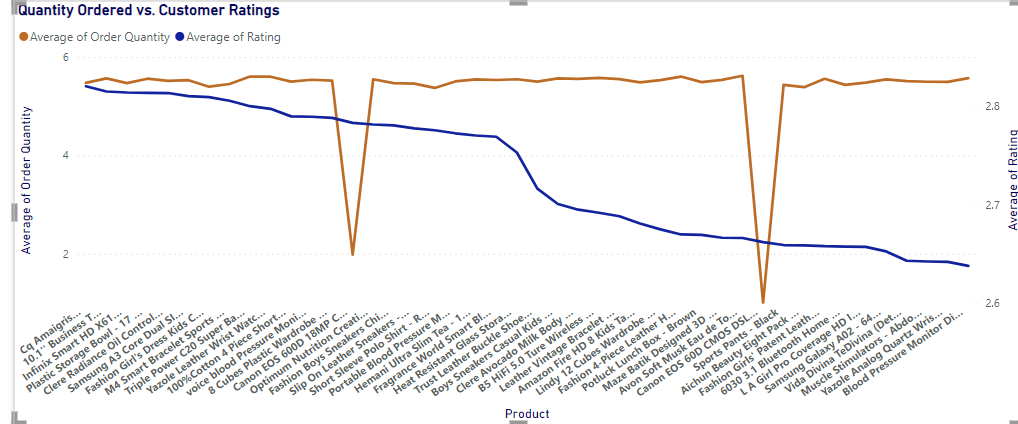 Quantity Ordered vs. Customer Ratings
Average of Order Quantity Average of Rating
6
4
2
2.8
2.7
2.6
Average of Order Quantity
Average of Rating
Cq Amaigris...
10.1'' Business T...
Infinix Smart HD X61...
Plastic Storage Bowl - 17 ...
Clere Radiance Oil Control...
Samsung A3 Core Dual SI...
Fashion Girl's Dress Kids C...
M4 Smart Bracelet Sports ...
Triple Power C20 Super Ba...
Yazole Leather Wrist Watc...
100%Cotton 4 Piece Short...
voice blood Pressure Moni...
8 Cubes Plastic Wardrobe ...
Canon EOS 600D 18MP C...
Optimum Nutrition Creati...
Fashion Boys Sneakers Chi...
Slip On Leather Sneakers -...
Short Sleeve Polo Shirt - R...
Portable Blood Pressure M...
Hemani Ultra Slim Tea - 1...
Fragrance World Smart Bl...
Heat Resistant Glass Stora...
Trust Leather Buckle Shoe...
Boys Sneakers Casual Kids ...
Clere Avocado Milk Body ...
B5 HiFi 5.0 Ture Wireless ...
Leather Vintage Bracelet ...
Amazon Fire HD 8 Kids Ta...
Lindy 12 Cubes Wardrobe ...
Fashion 4-Piece Leather H...
Potluck Lunch Box - Brown
Maze Batik Designed 3D ...
Avon Soft Musk Eau de To...
Canon EOS 60D CMOS DSL...
Sports Pants - Black
Aichun Beauty Eight Pack ...
Fashion Girls' Patent Leath...
6030 3.1 Bluetooth Home ...
L A Girl Pro Coverage HD I...
Samsung Galaxy A02 - 64...
Vida Divina TeDivina (Det...
Muscle Stimulators - Abdo...
Yazole Analog Quartz Wris...
Blood Pressure Monitor Di...
Product